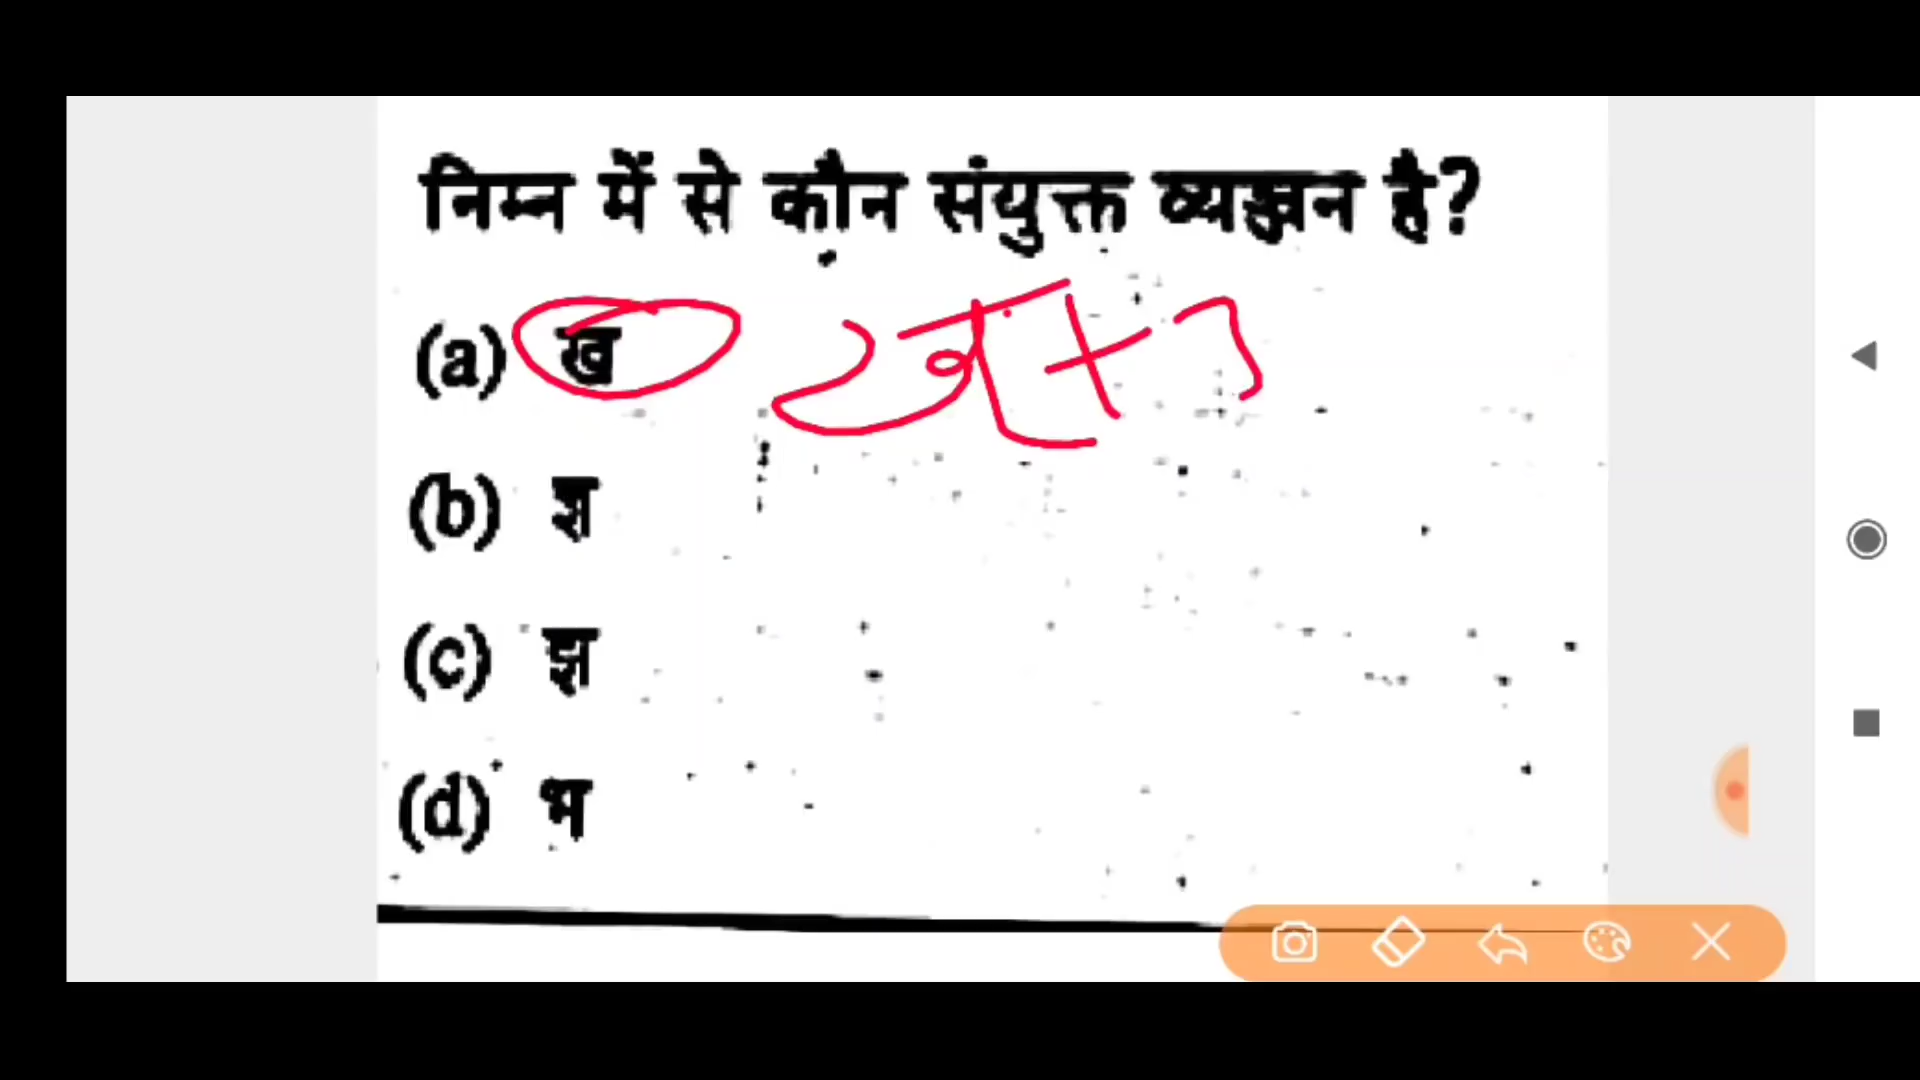 निम्न में से कौन संयुक्त व्यञ्जन है?
(a) ख
ख् + अ
(b) ज्ञ
(c) झ
(d) भ